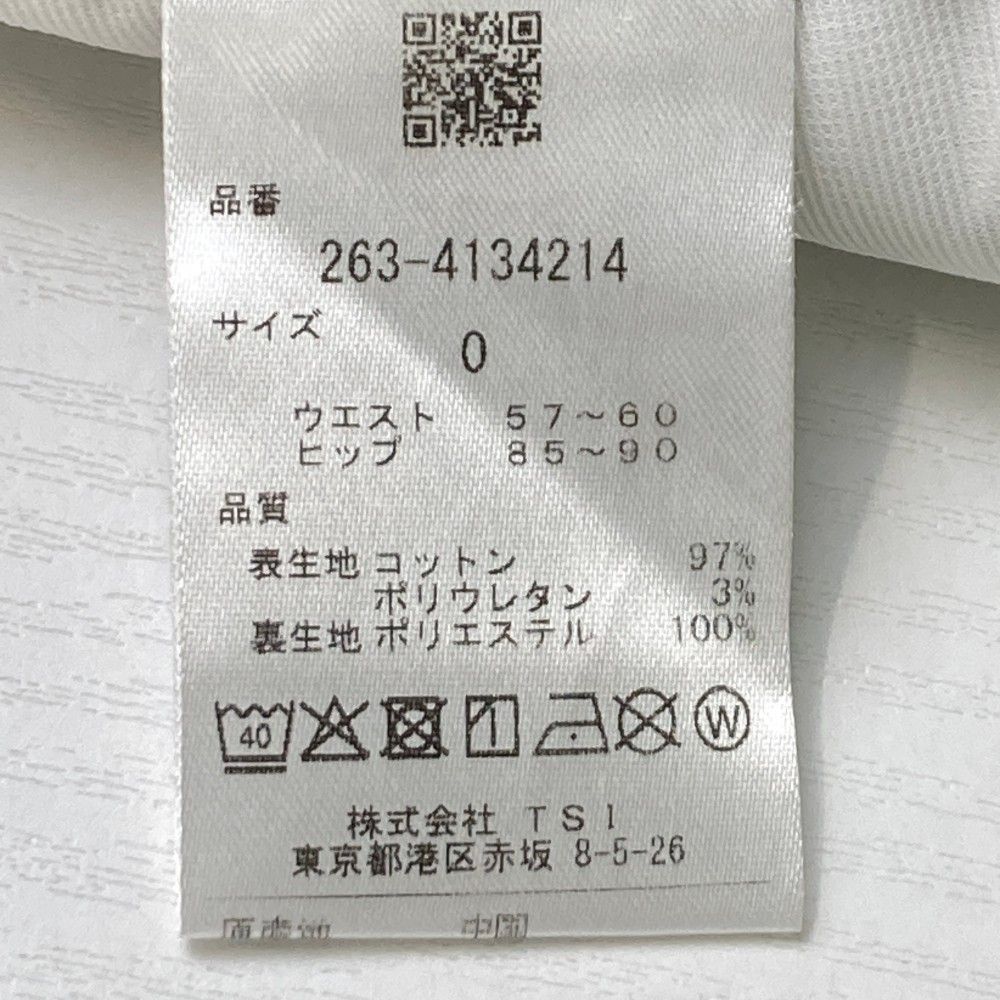 品番
263-4134214
サイズ
0
ウエスト 57～60
ヒップ 85～90
品質
表生地 コットン 97%
ポリウレタン 3%
裏生地 ポリエステル 100%
40 W
株式会社 TSI
東京都港区赤坂 8-5-26